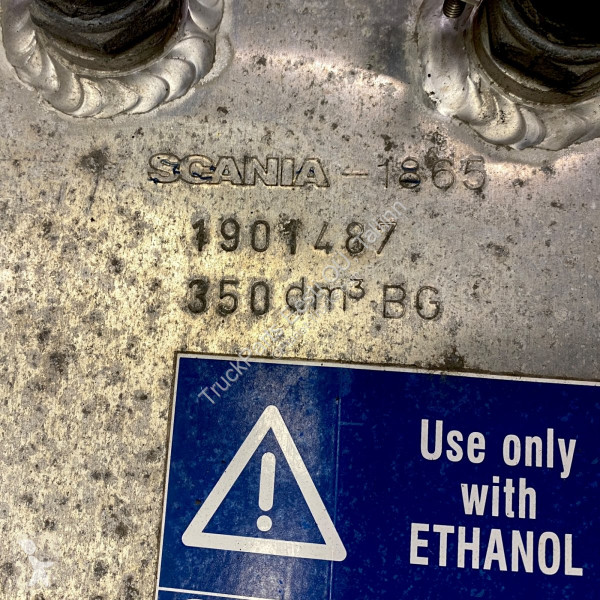 SCANIA -1865
1901487
350 dm³ BG
Use only
with
ETHANOL